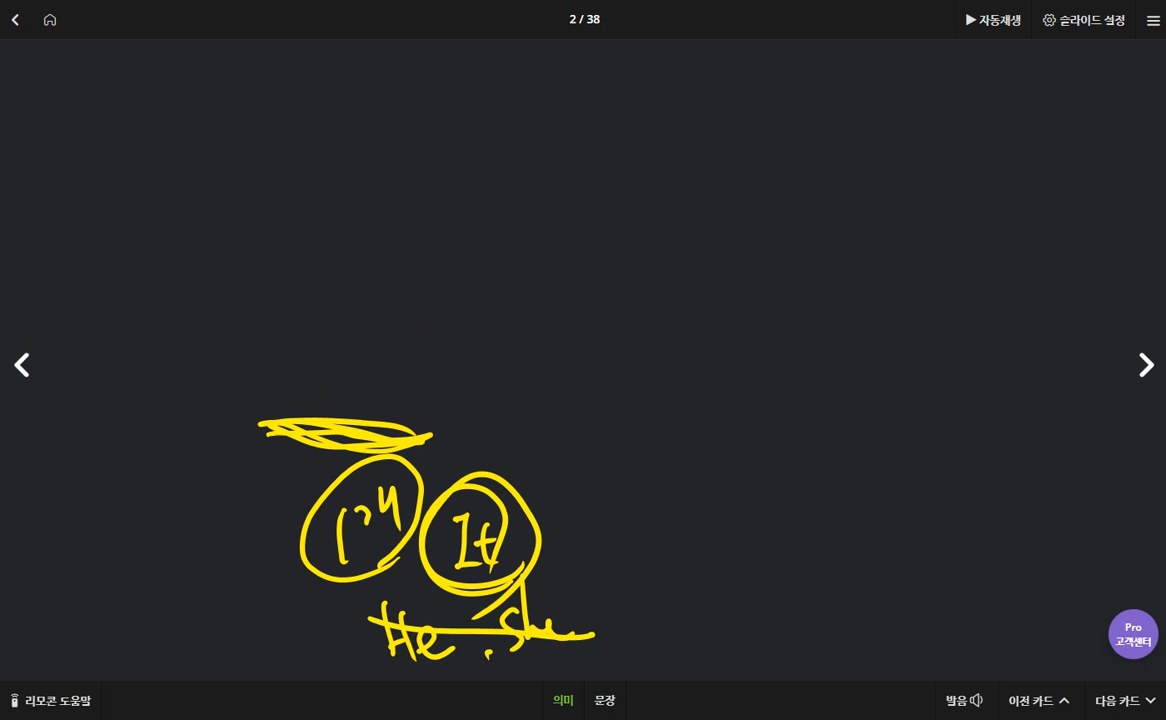 2 / 38
자동재생
슬라이드 설정
I'm
It
He. She
Pro
고객센터
리모콘 도움말
의미
문장
발음
이전 카드
다음 카드